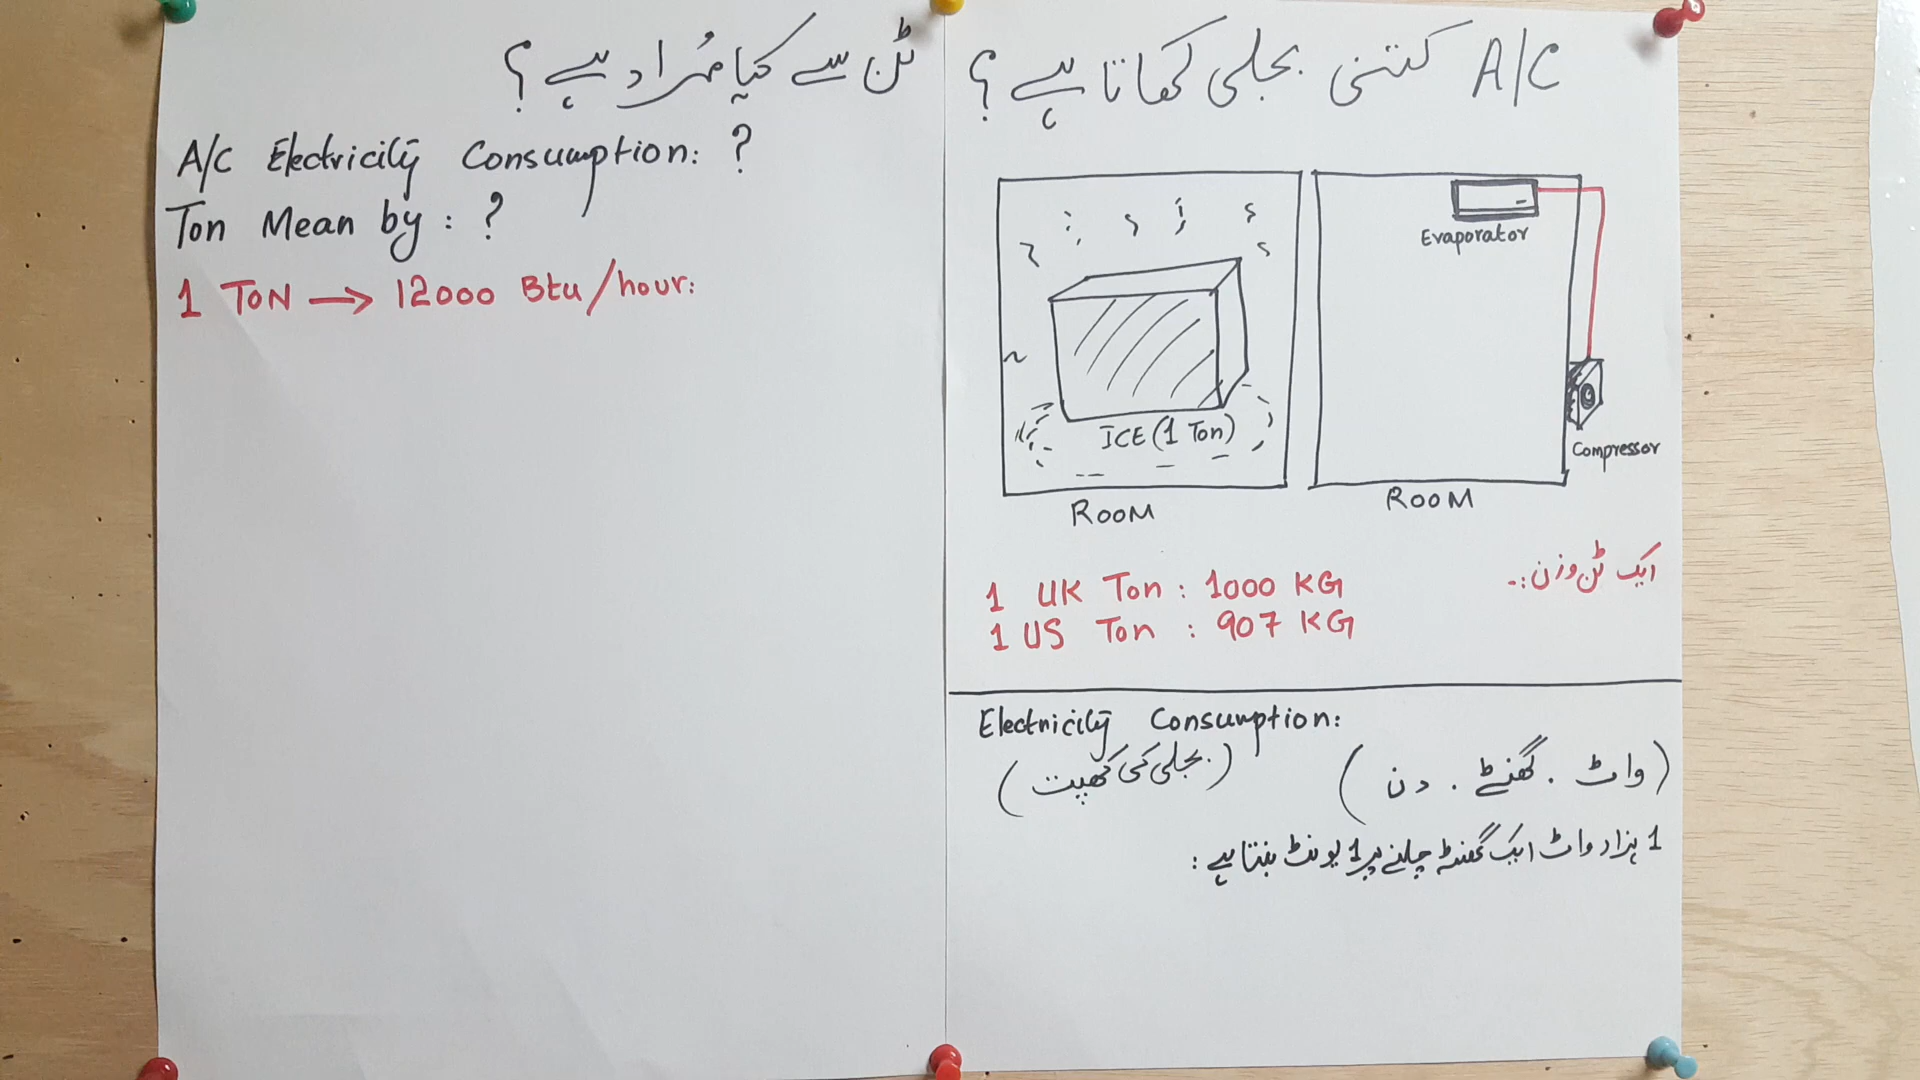 A/C کتنی بجلی کھاتا ہے؟
ٹن سے کیا مُراد ہے؟
A/C Electricity Consumption: ?
Ton Mean by : ?
1 TON → 12000 Btu/hour:
Evaporator
Compressor
ICE (1 Ton)
ROOM
ROOM
ایک ٹن وزن:-
1 UK Ton : 1000 KG
1 US Ton : 907 KG
Electricity Consumption:
(بجلی کی کھپت)
(واٹ . گھنٹے . دن)
1 ہزار واٹ ایک گھنٹہ چلنے پر 1 یونٹ بنتا ہے: